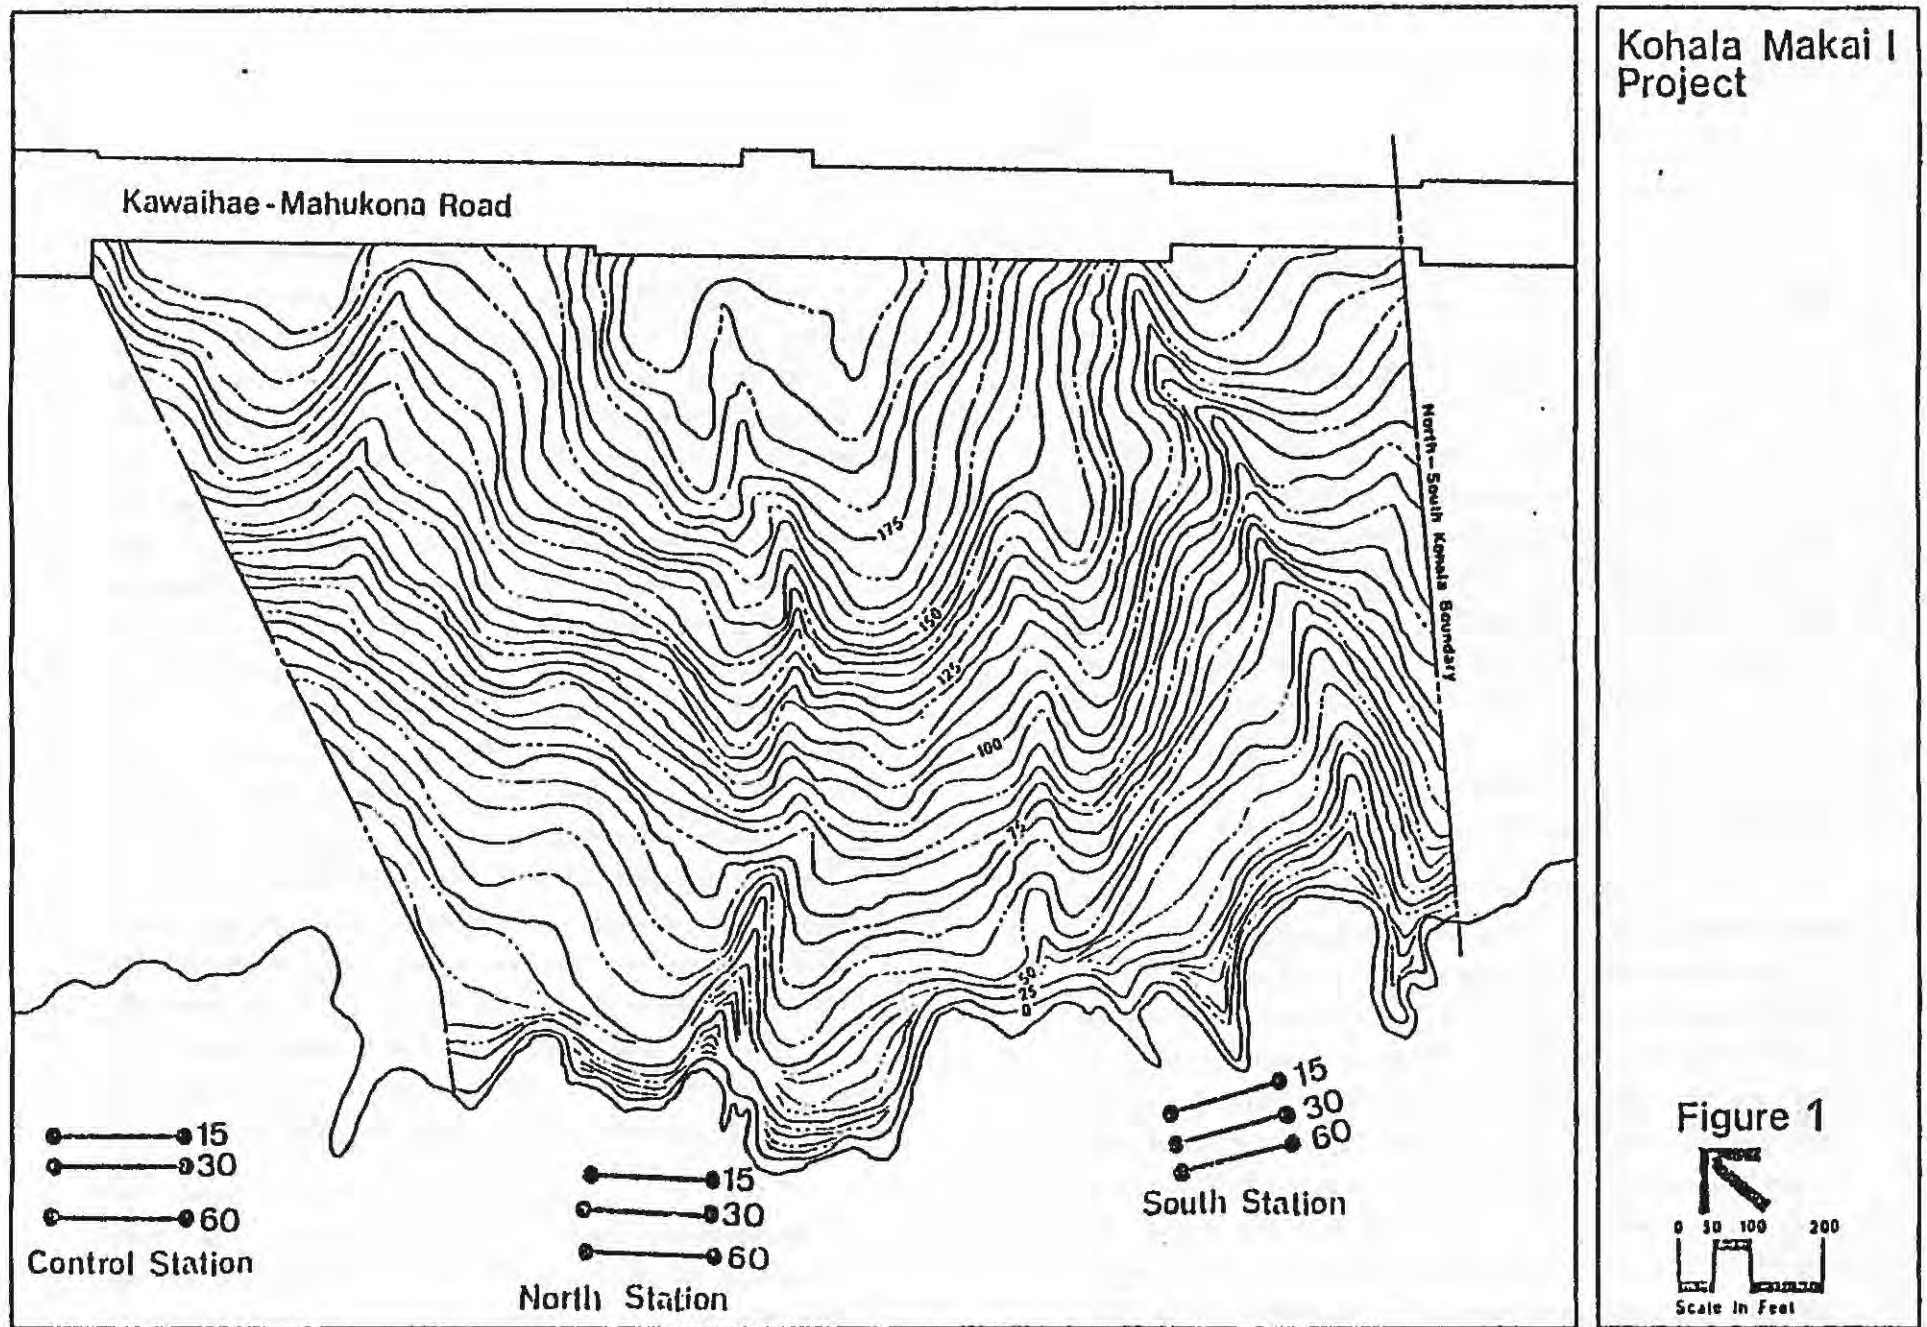 Kohala Makai I
Project
Kawaihae-Mahukona Road
North-South Kohala Boundary
175
150
125
100
75
50
25
0
15
30
60
Control Station
15
30
60
North Station
15
30
60
South Station
Figure 1
0 50 100 200
Scale In Feet